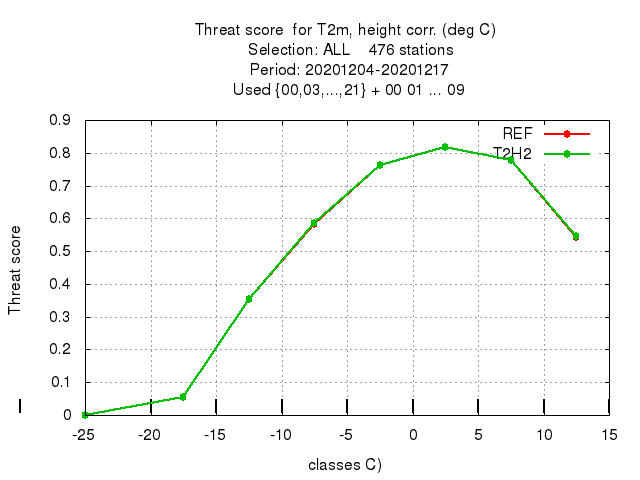 Threat score for T2m, height corr. (deg C)
Selection: ALL 476 stations
Period: 20201204-20201217
Used {00,03,...,21} + 00 01 ... 09
REF
T2H2
Threat score
0.9
0.8
0.7
0.6
0.5
0.4
0.3
0.2
0.1
0
-25 -20 -15 -10 -5 0 5 10 15
classes C)